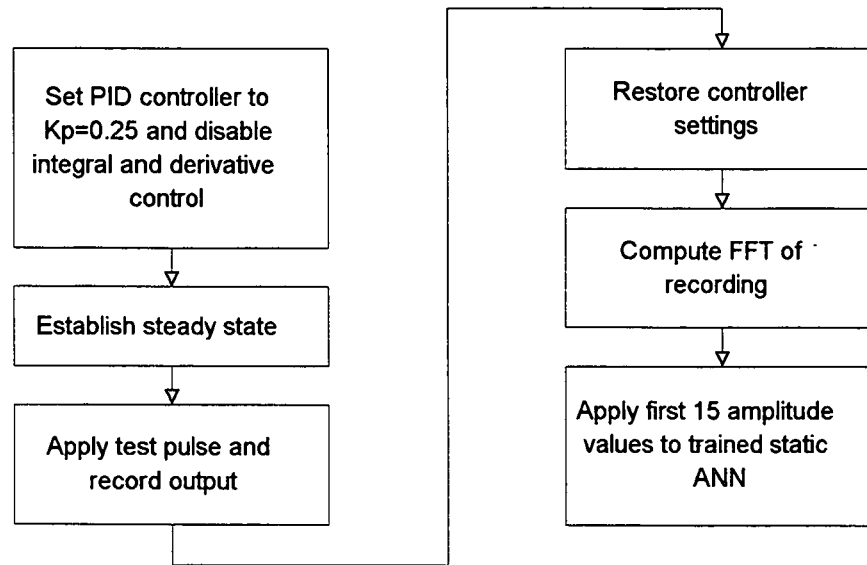 Set PID controller to
Kp=0.25 and disable
integral and derivative
control
Establish steady state
Apply test pulse and
record output
Restore controller
settings
Compute FFT of
recording
Apply first 15 amplitude
values to trained static
ANN